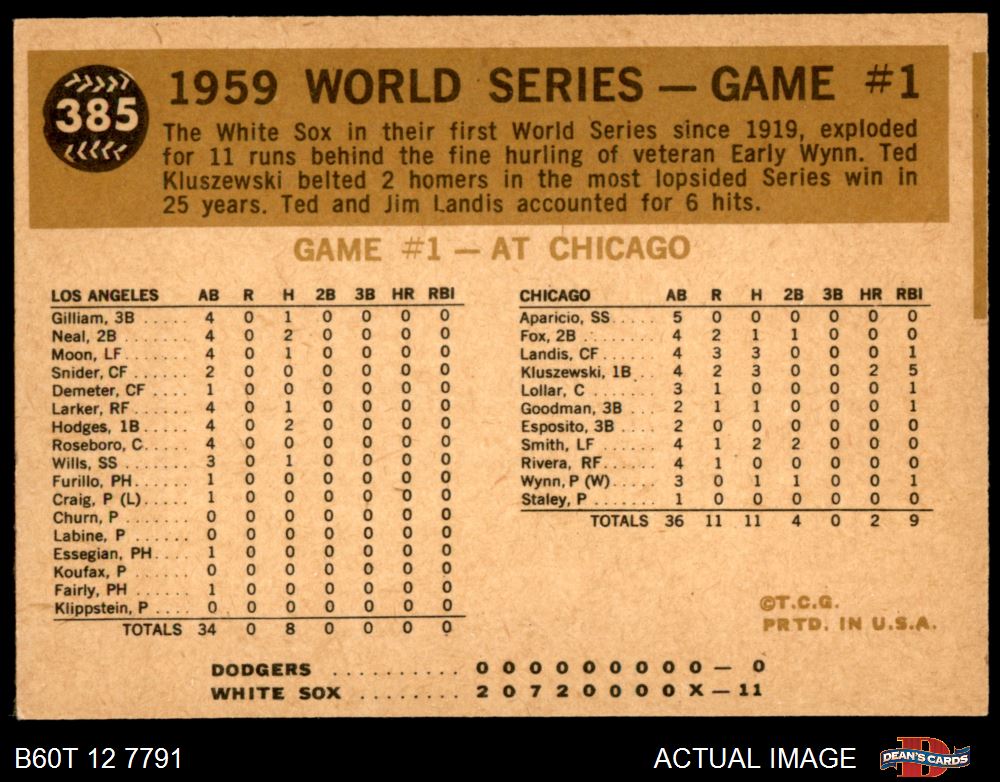 385
1959 WORLD SERIES — GAME #1
The White Sox in their first World Series since 1919, exploded
for 11 runs behind the fine hurling of veteran Early Wynn. Ted
Kluszewski belted 2 homers in the most lopsided Series win in
25 years. Ted and Jim Landis accounted for 6 hits.
GAME #1 — AT CHICAGO
LOS ANGELES AB R H 2B 3B HR RBI
Gilliam, 3B ..... 4 0 1 0 0 0 0
Neal, 2B ........ 4 0 2 0 0 0 0
Moon, LF ....... 4 0 1 0 0 0 0
Snider, CF ...... 2 0 0 0 0 0 0
Demeter, CF .... 1 0 0 0 0 0 0
Larker, RF ...... 4 0 1 0 0 0 0
Hodges, 1B ..... 4 0 2 0 0 0 0
Roseboro, C..... 4 0 0 0 0 0 0
Wills, SS ....... 3 0 1 0 0 0 0
Furillo, PH...... 1 0 0 0 0 0 0
Craig, P (L)..... 1 0 0 0 0 0 0
Churn, P ....... 0 0 0 0 0 0 0
Labine, P ...... 0 0 0 0 0 0 0
Essegian, PH.... 1 0 0 0 0 0 0
Koufax, P ...... 0 0 0 0 0 0 0
Fairly, PH ...... 1 0 0 0 0 0 0
Klippstein, P .... 0 0 0 0 0 0 0
TOTALS 34 0 8 0 0 0 0
CHICAGO AB R H 2B 3B HR RBI
Aparicio, SS..... 5 0 0 0 0 0 0
Fox, 2B ........ 4 2 1 1 0 0 0
Landis, CF...... 4 3 3 0 0 0 1
Kluszewski, 1B .. 4 2 3 0 0 2 5
Lollar, C ....... 3 1 0 0 0 0 1
Goodman, 3B ... 2 1 1 0 0 0 1
Esposito, 3B .... 2 0 0 0 0 0 0
Smith, LF ...... 4 1 2 2 0 0 0
Rivera, RF...... 4 1 0 0 0 0 0
Wynn, P (W)..... 3 0 1 1 0 0 1
Staley, P ....... 1 0 0 0 0 0 0
TOTALS 36 11 11 4 0 2 9
©T.C.G.
PRTD. IN U.S.A.
DODGERS .......... 0 0 0 0 0 0 0 0 0 — 0
WHITE SOX ........ 2 0 7 2 0 0 0 0 X — 11
B60T 12 7791 ACTUAL IMAGE DEAN'S CARDS